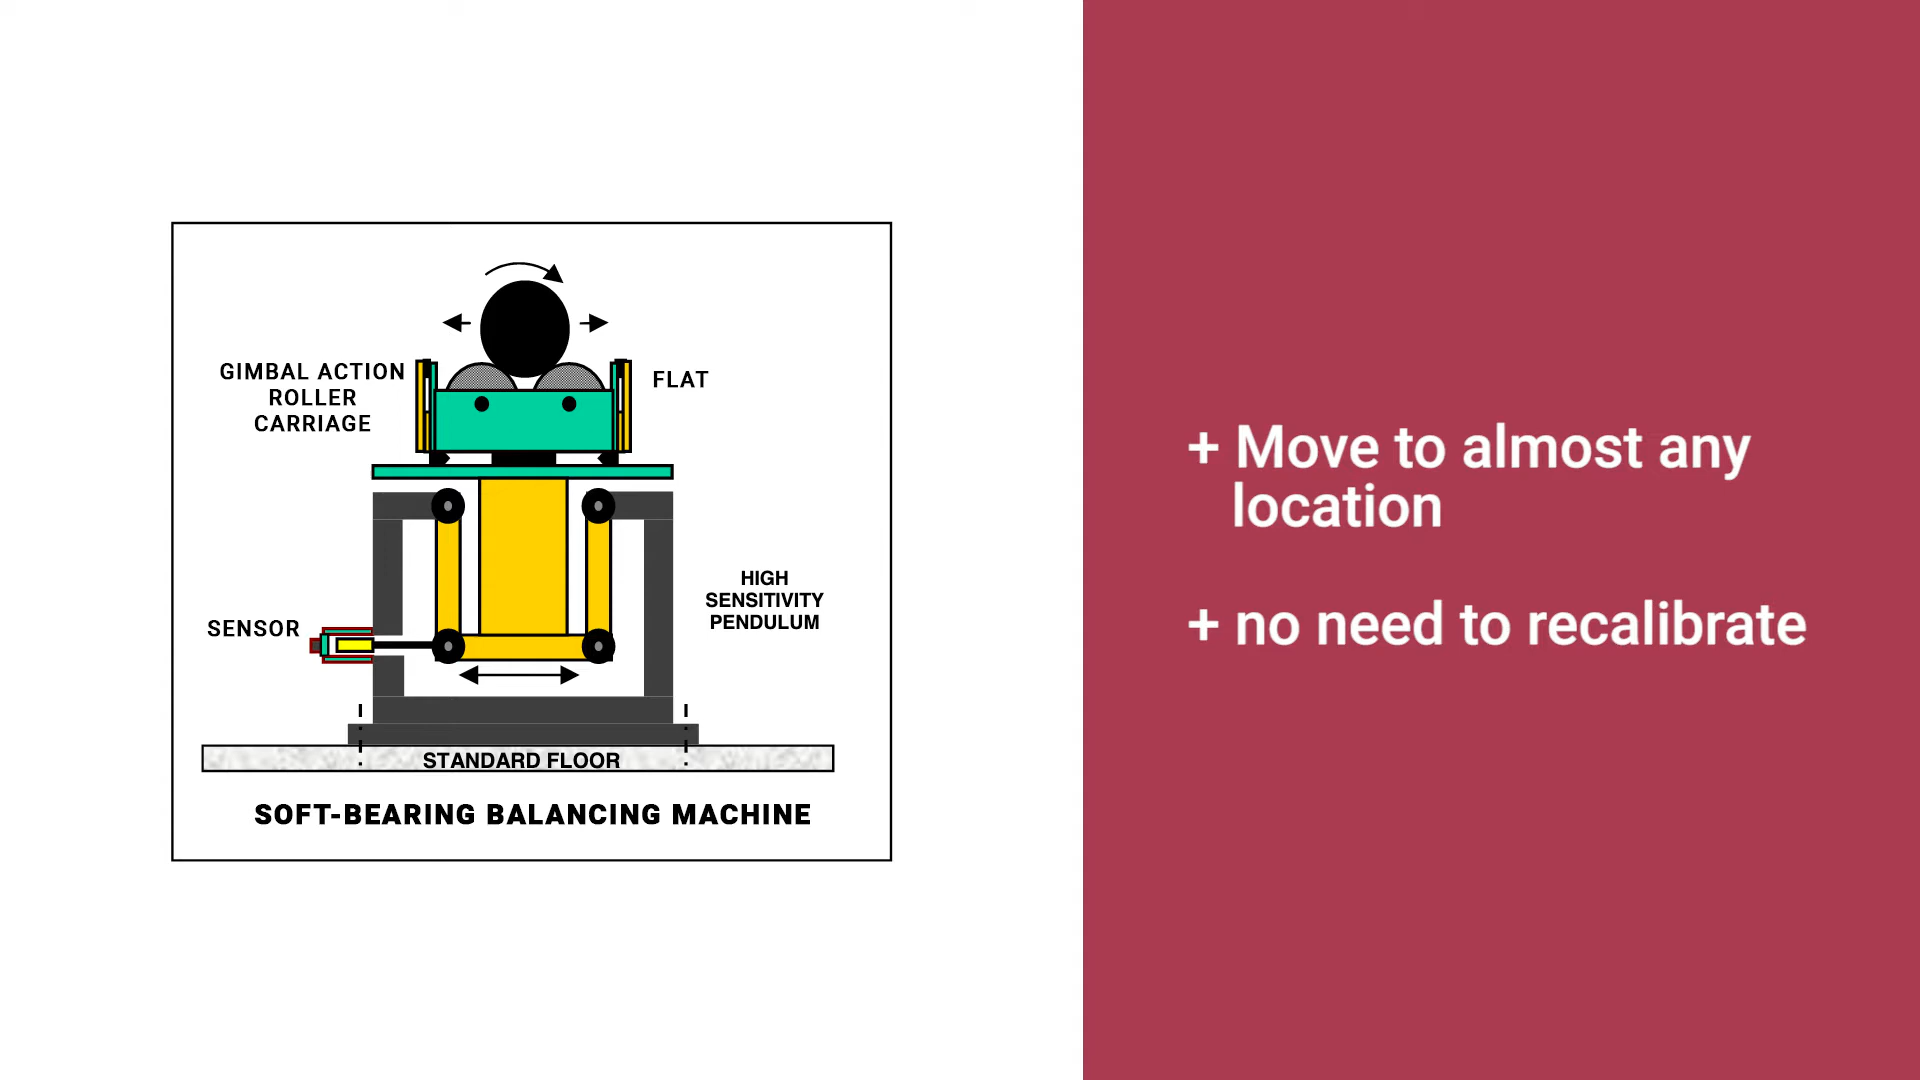 GIMBAL ACTION
ROLLER
CARRIAGE
FLAT
SENSOR
HIGH
SENSITIVITY
PENDULUM
STANDARD FLOOR
SOFT-BEARING BALANCING MACHINE
+ Move to almost any
location
+ no need to recalibrate